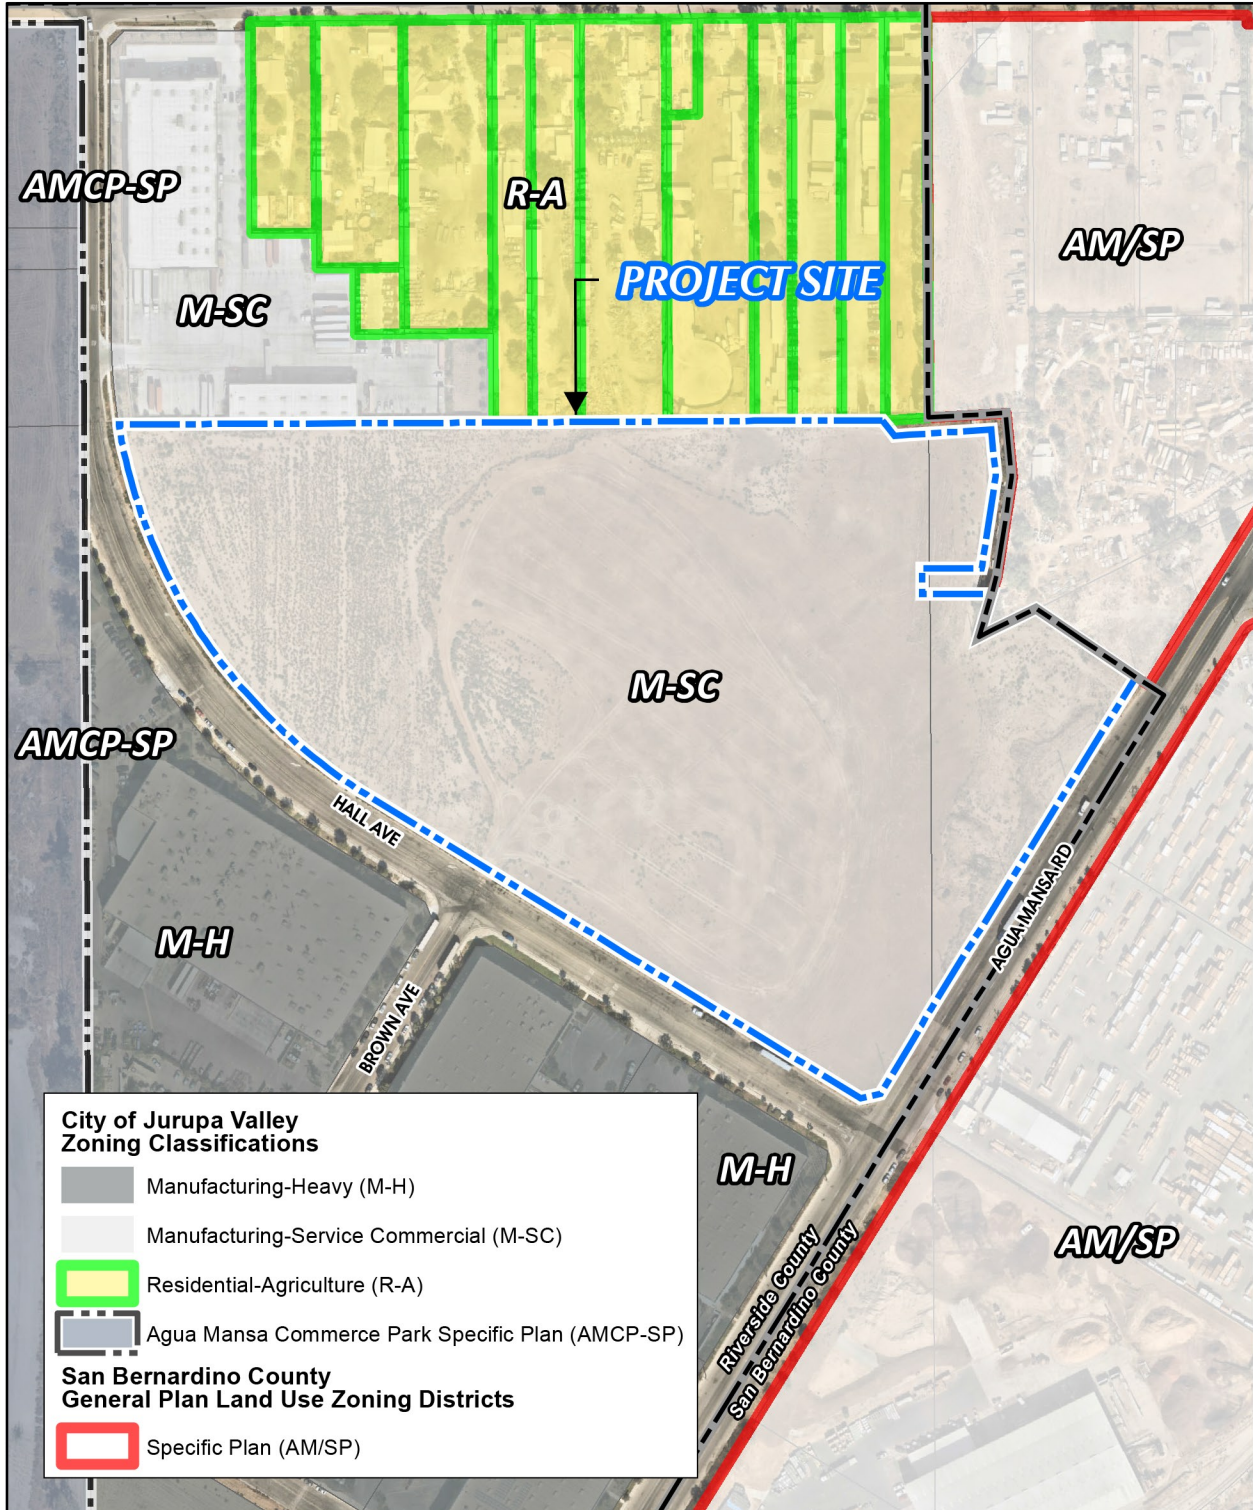 AMCP-SP
R-A
AM/SP
PROJECT SITE
M-SC
M-SC
AMCP-SP
HALL AVE
AGUA MANSA RD
M-H
BROWN AVE
M-H
AM/SP
Riverside County
San Bernardino County
City of Jurupa Valley
Zoning Classifications
Manufacturing-Heavy (M-H)
Manufacturing-Service Commercial (M-SC)
Residential-Agriculture (R-A)
Agua Mansa Commerce Park Specific Plan (AMCP-SP)
San Bernardino County
General Plan Land Use Zoning Districts
Specific Plan (AM/SP)